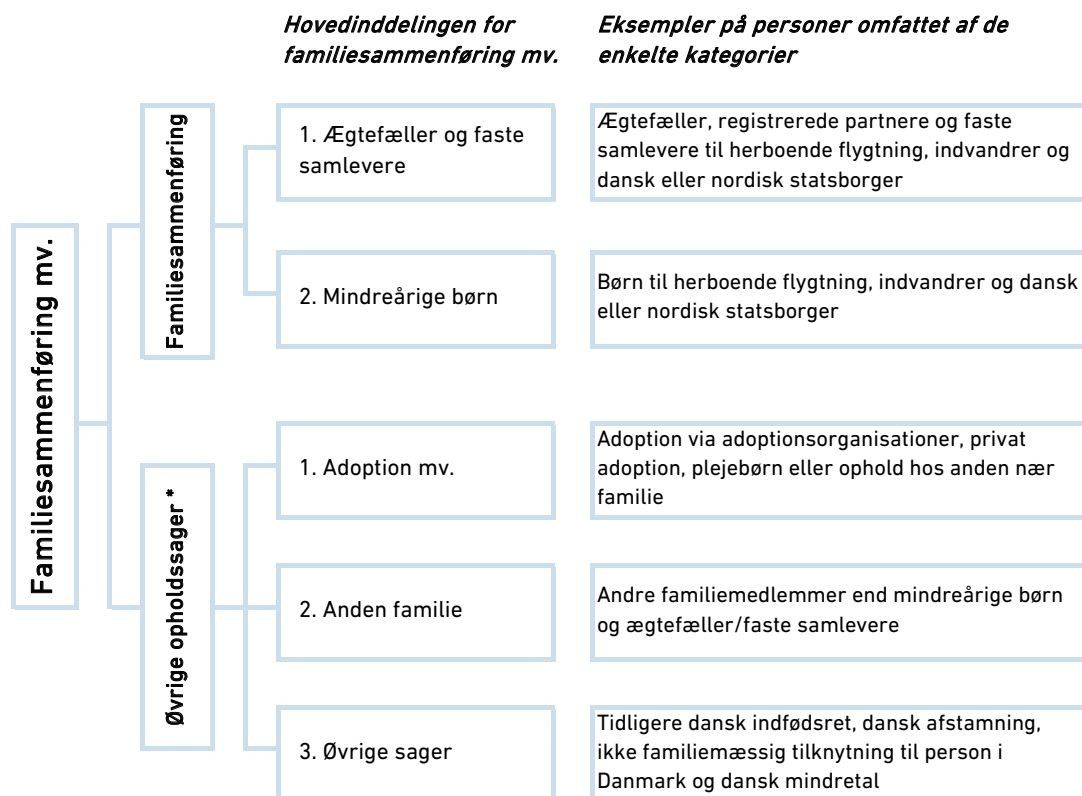 Hovedinddelingen for
familiesammenføring mv.
Eksempler på personer omfattet af de
enkelte kategorier
Familiesammenføring mv.
Familiesammenføring
1. Ægtefæller og faste
samlevere
Ægtefæller, registrerede partnere og faste
samlevere til herboende flygtning, indvandrer og
dansk eller nordisk statsborger
2. Mindreårige børn
Børn til herboende flygtning, indvandrer og dansk
eller nordisk statsborger
Øvrige opholdssager *
1. Adoption mv.
Adoption via adoptionsorganisationer, privat
adoption, plejebørn eller ophold hos anden nær
familie
2. Anden familie
Andre familiemedlemmer end mindreårige børn
og ægtefæller/faste samlevere
3. Øvrige sager
Tidligere dansk indfødsret, dansk afstamning,
ikke familiemæssig tilknytning til person i
Danmark og dansk mindretal